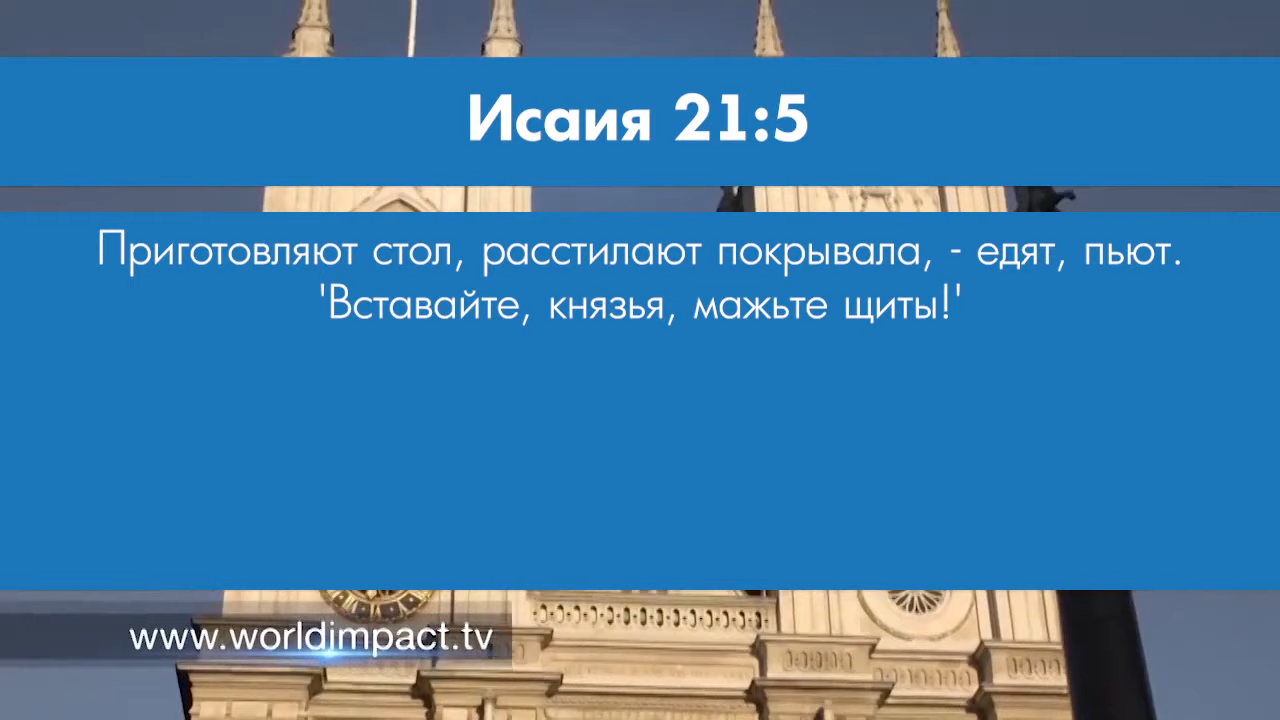 Исаия 21:5
Приготовляют стол, расстилают покрывала, - едят, пьют.
'Вставайте, князья, мажьте щиты!'
www.worldimpact.tv